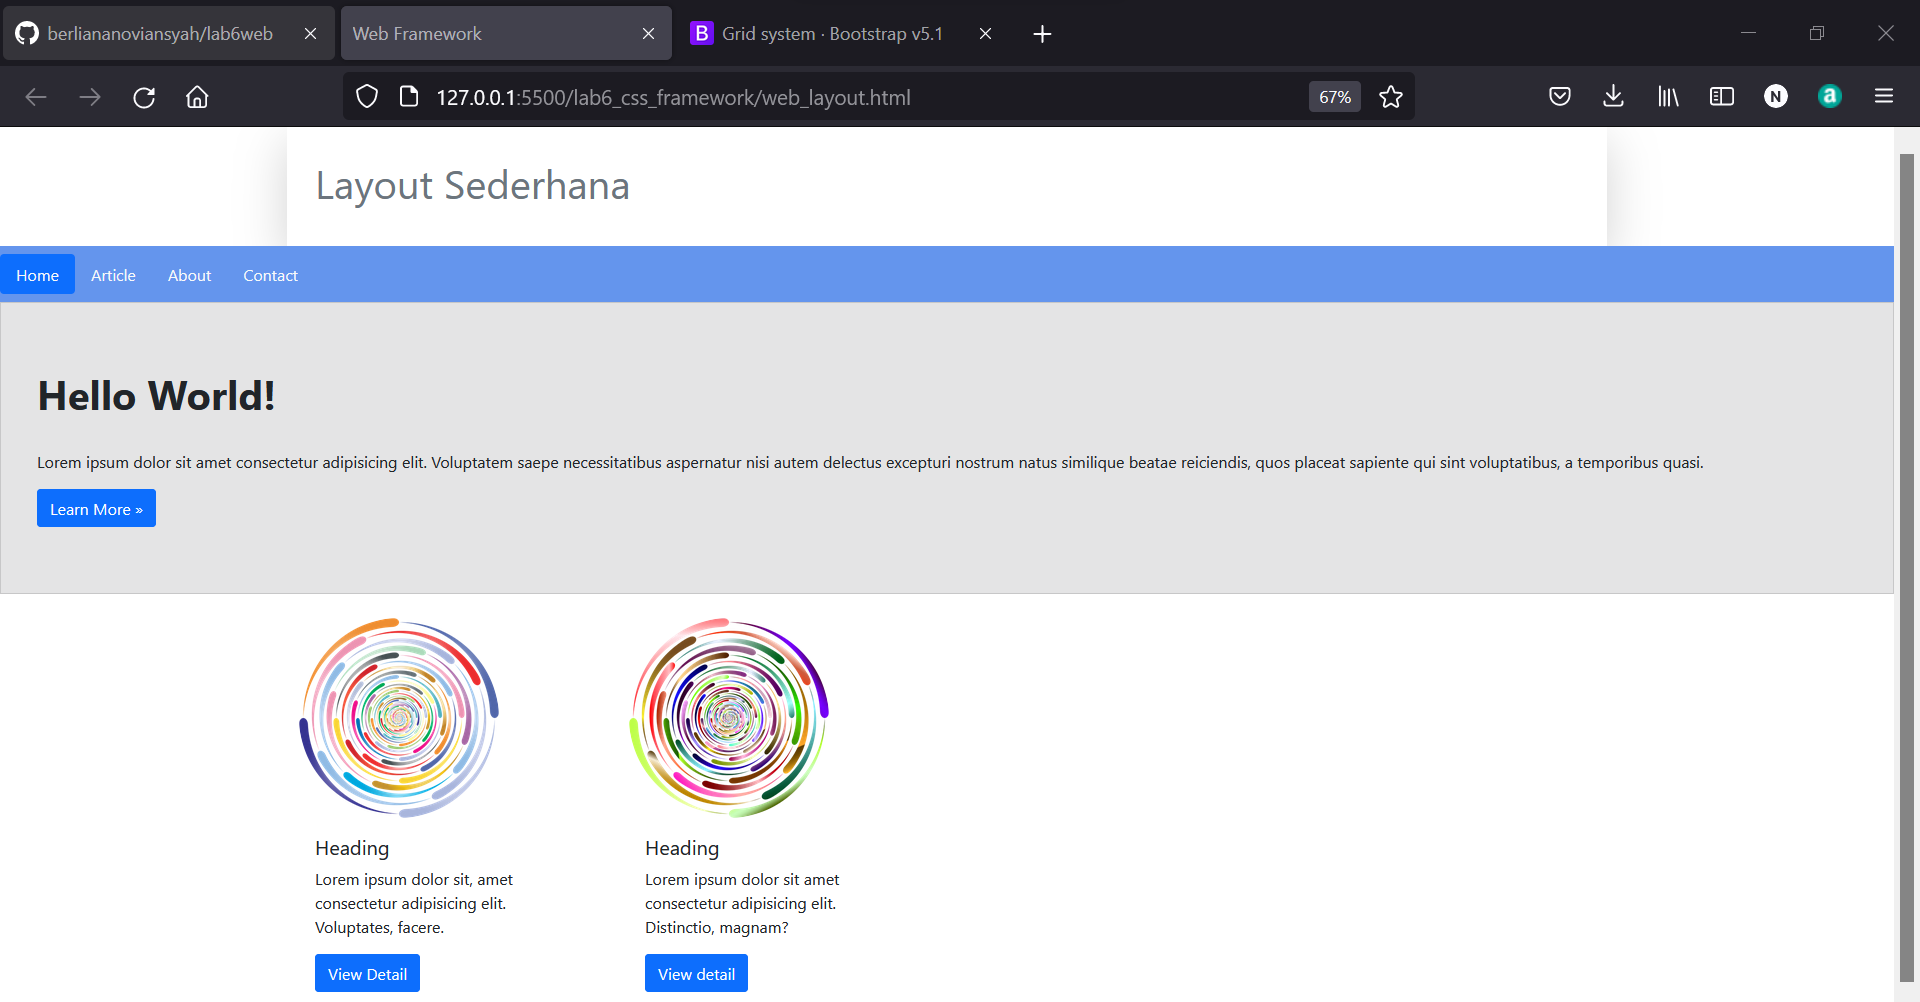 berliananoviansyah/lab6web
Web Framework
B Grid system · Bootstrap v5.1
127.0.0.1:5500/lab6_css_framework/web_layout.html
67%
N
a
Layout Sederhana
Home Article About Contact
Hello World!
Lorem ipsum dolor sit amet consectetur adipisicing elit. Voluptatem saepe necessitatibus aspernatur nisi autem delectus excepturi nostrum natus similique beatae reiciendis, quos placeat sapiente qui sint voluptatibus, a temporibus quasi.
Learn More »
Heading
Lorem ipsum dolor sit, amet
consectetur adipisicing elit.
Voluptates, facere.
View Detail
Heading
Lorem ipsum dolor sit amet
consectetur adipisicing elit.
Distinctio, magnam?
View detail